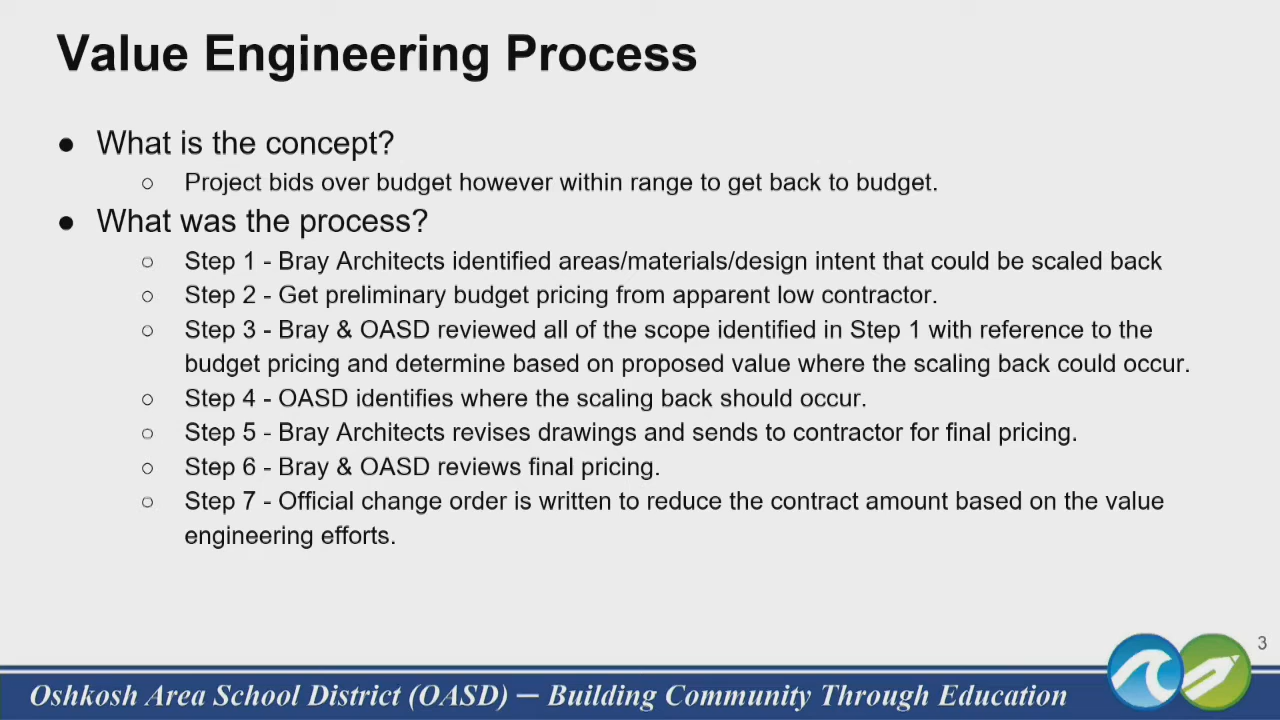 Value Engineering Process
● What is the concept?
○ Project bids over budget however within range to get back to budget.
● What was the process?
○ Step 1 - Bray Architects identified areas/materials/design intent that could be scaled back
○ Step 2 - Get preliminary budget pricing from apparent low contractor.
○ Step 3 - Bray & OASD reviewed all of the scope identified in Step 1 with reference to the
budget pricing and determine based on proposed value where the scaling back could occur.
○ Step 4 - OASD identifies where the scaling back should occur.
○ Step 5 - Bray Architects revises drawings and sends to contractor for final pricing.
○ Step 6 - Bray & OASD reviews final pricing.
○ Step 7 - Official change order is written to reduce the contract amount based on the value
engineering efforts.
3
Oshkosh Area School District (OASD) — Building Community Through Education